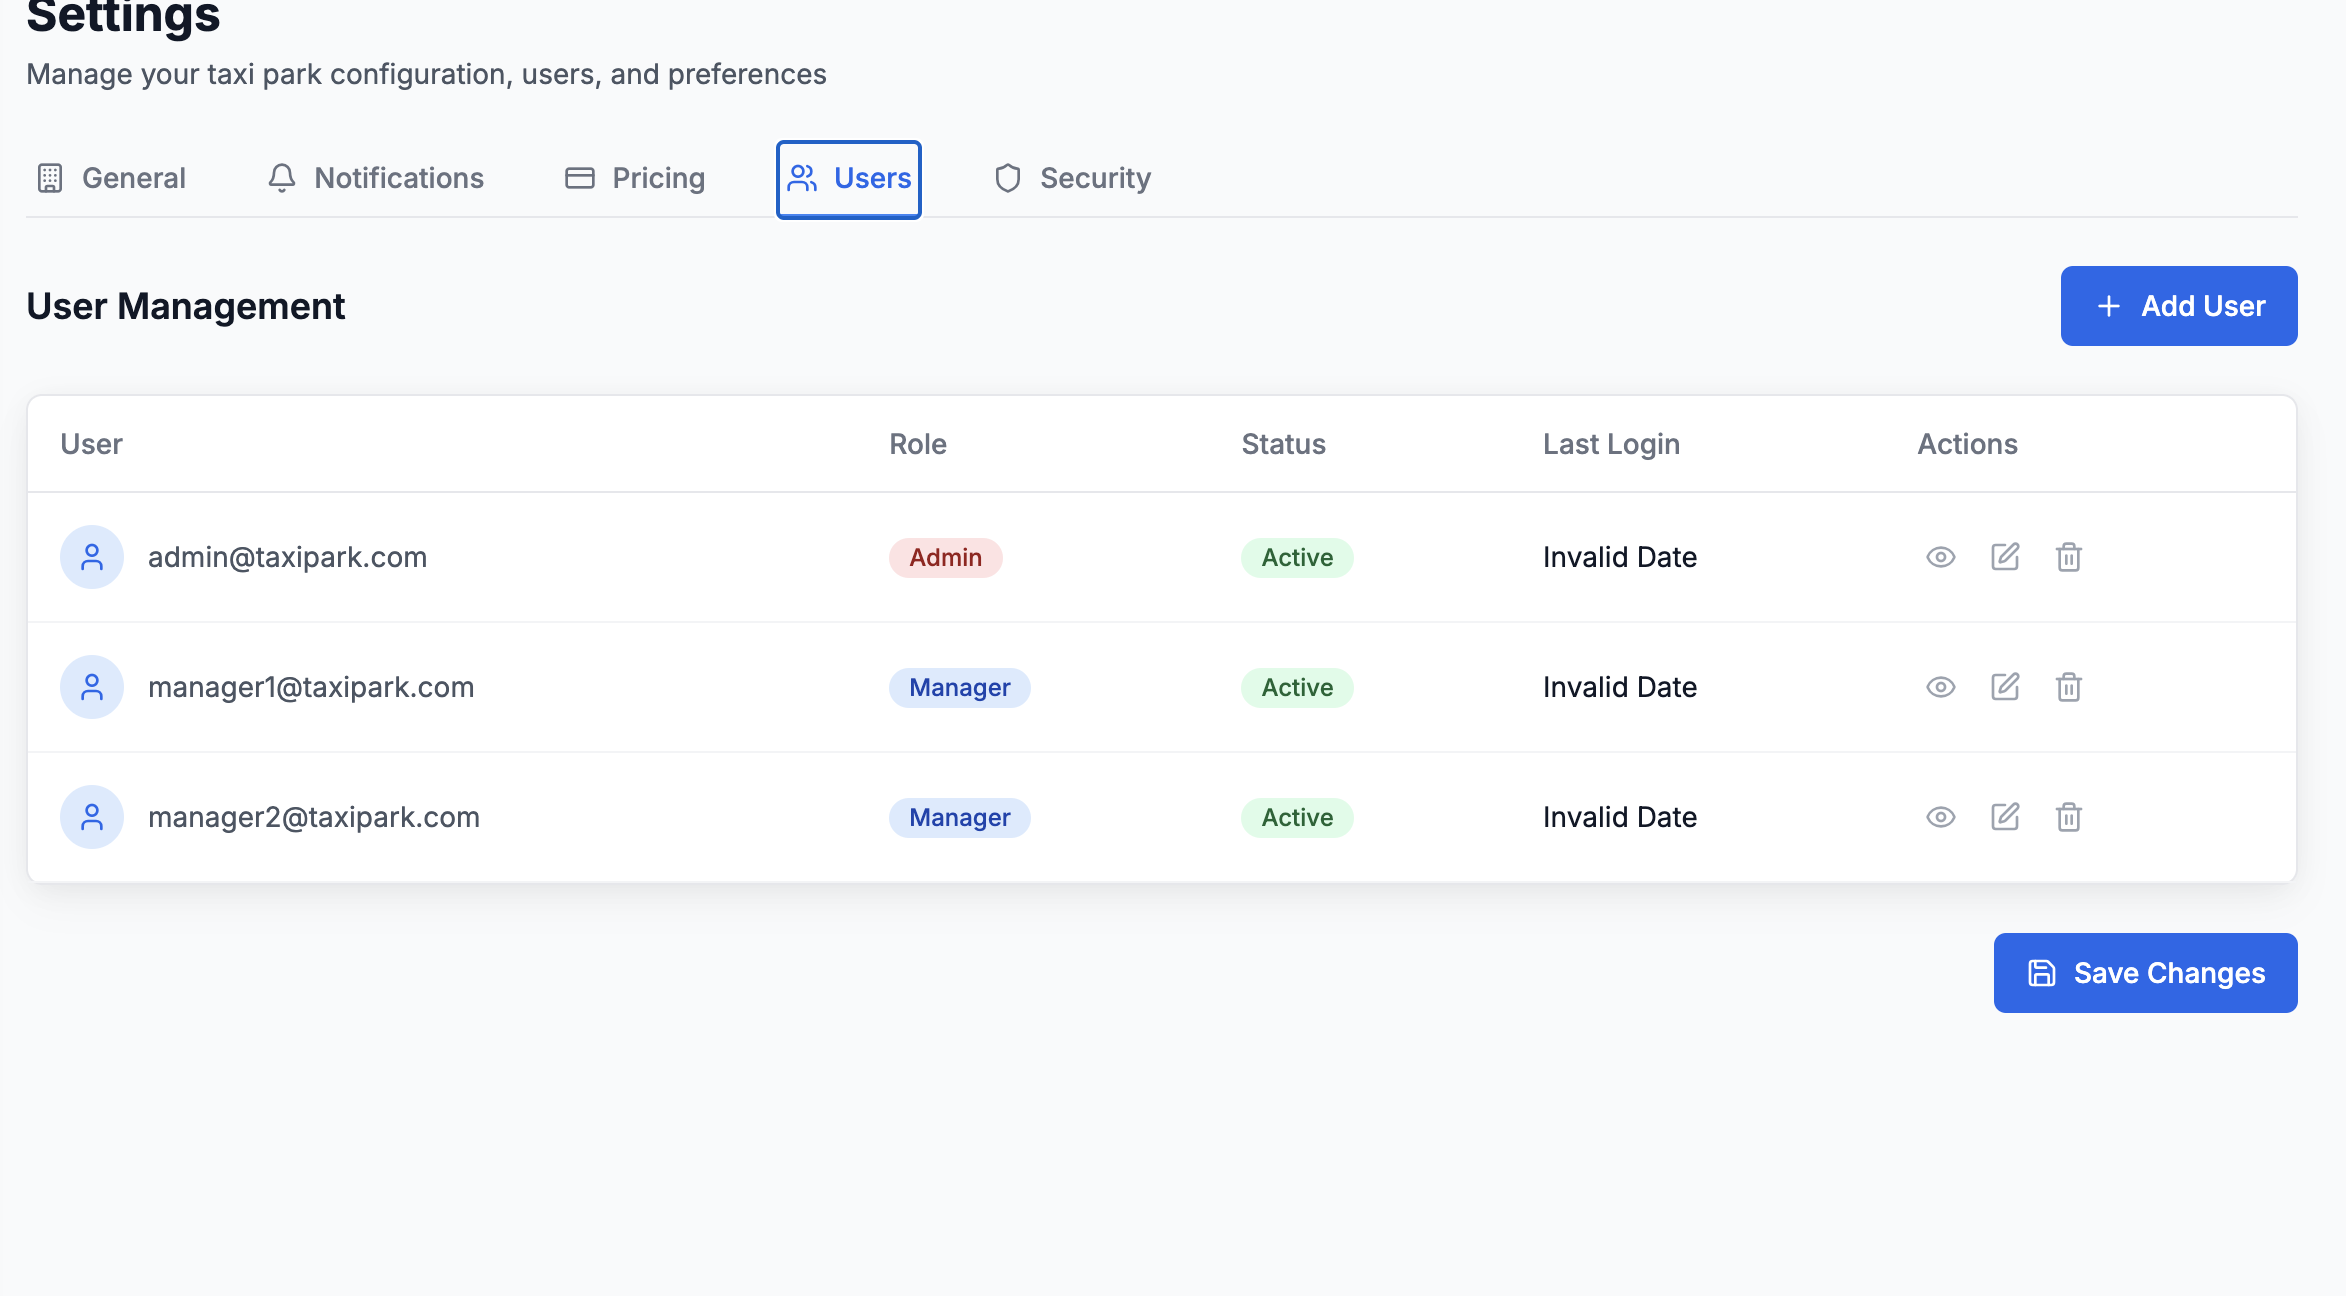 Settings
Manage your taxi park configuration, users, and preferences
General Notifications Pricing Users Security
User Management
Add User
User Role Status Last Login Actions
admin@taxipark.com Admin Active Invalid Date
manager1@taxipark.com Manager Active Invalid Date
manager2@taxipark.com Manager Active Invalid Date
Save Changes